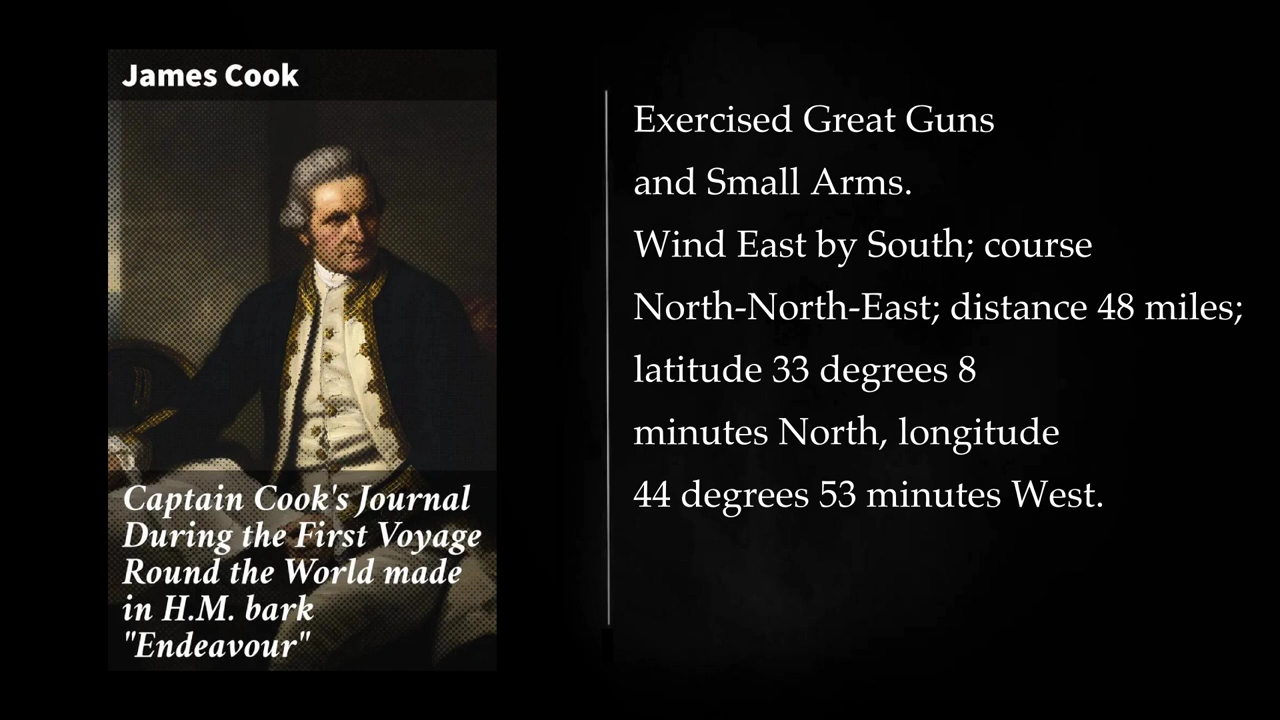 James Cook
Captain Cook's Journal
During the First Voyage
Round the World made
in H.M. bark
"Endeavour"
Exercised Great Guns
and Small Arms.
Wind East by South; course
North-North-East; distance 48 miles;
latitude 33 degrees 8
minutes North, longitude
44 degrees 53 minutes West.